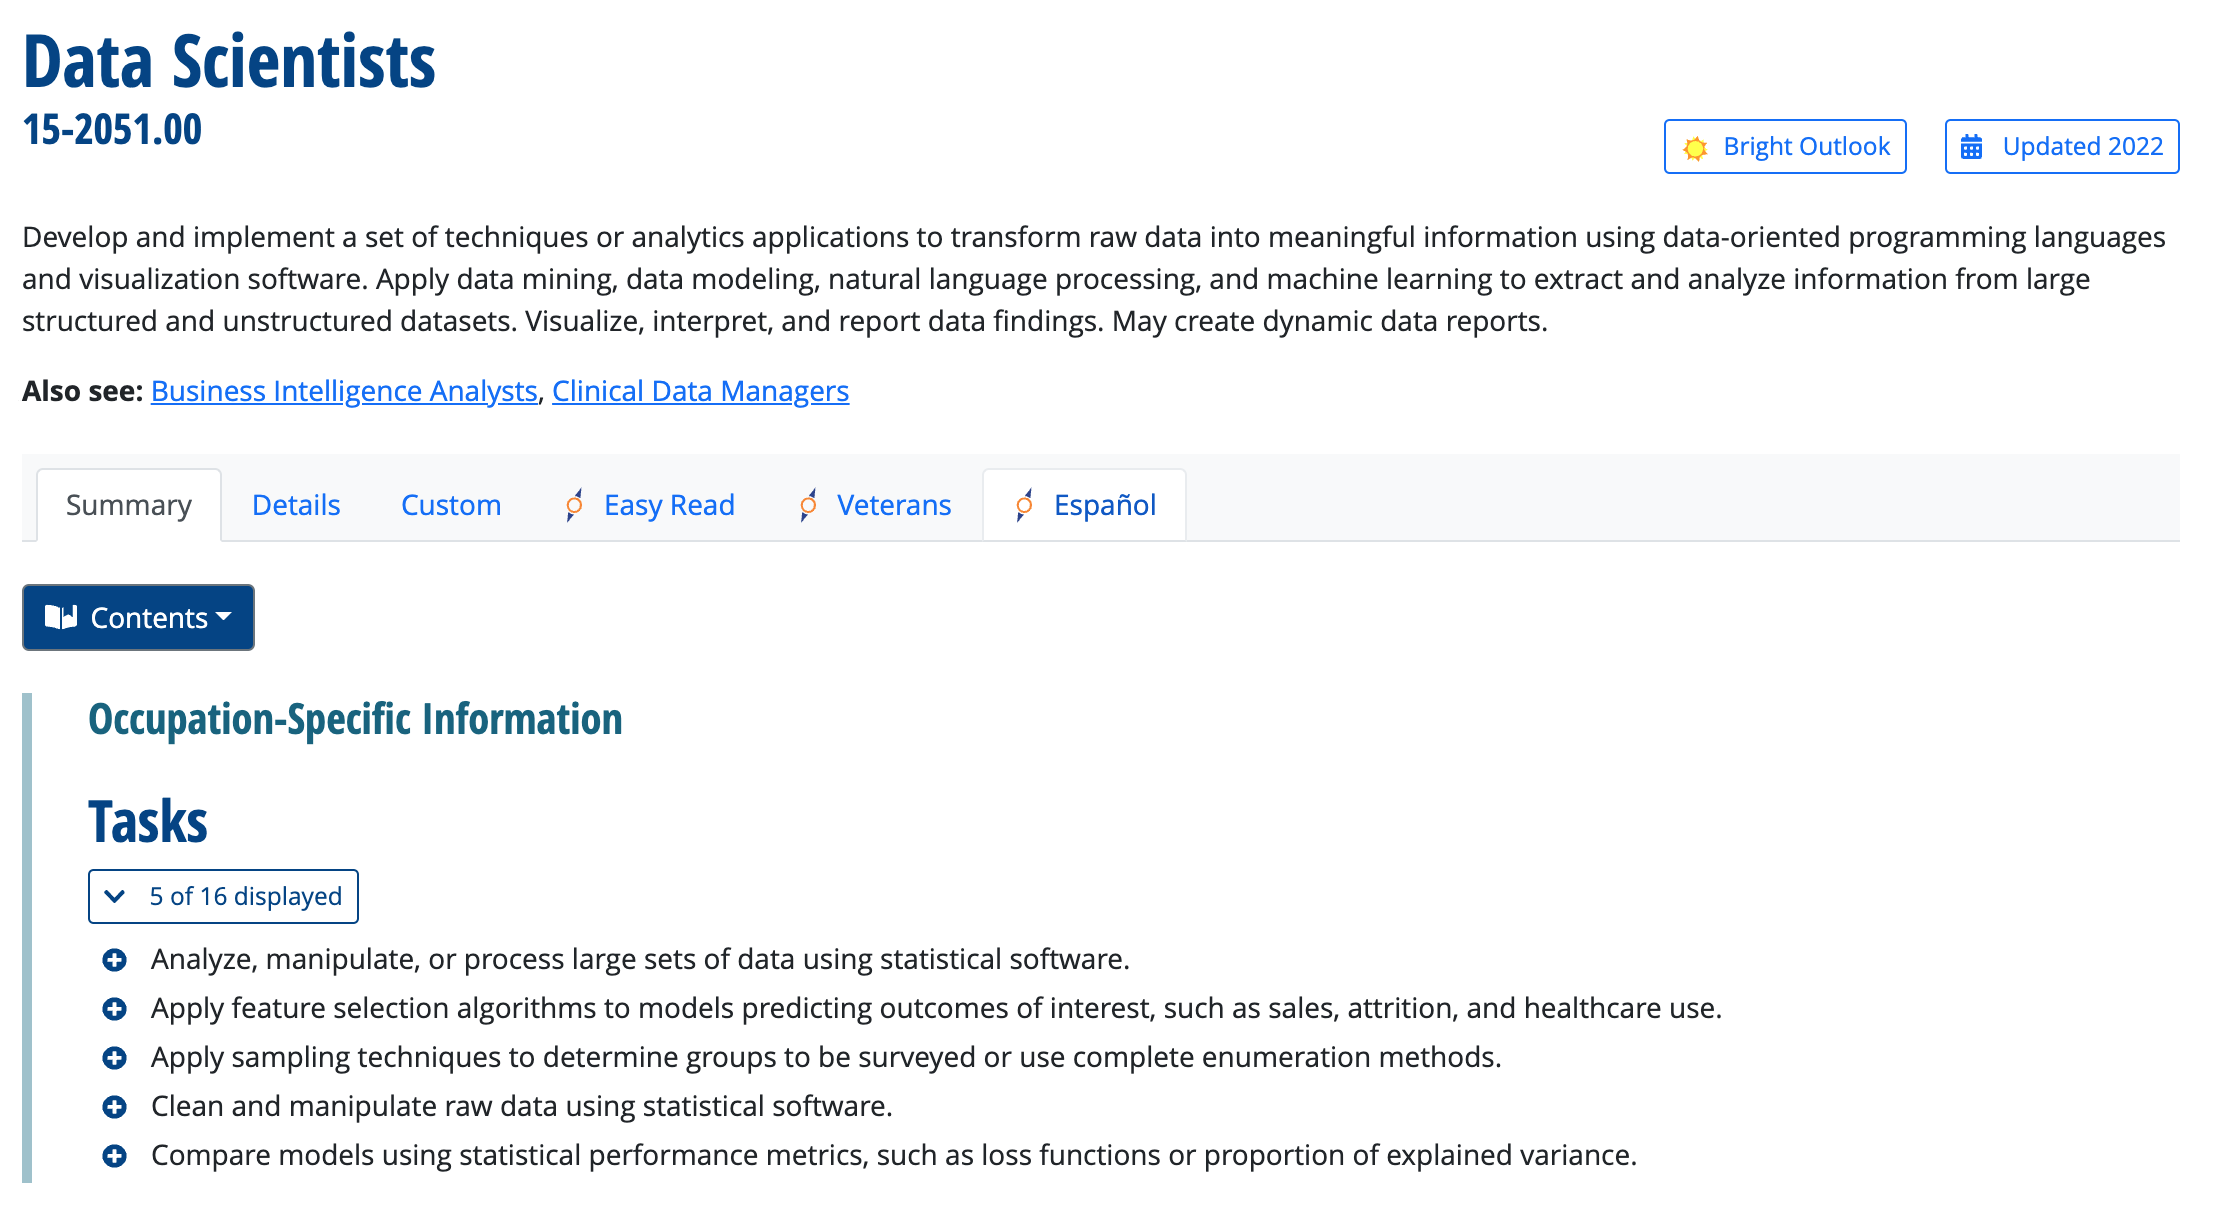 Data Scientists
15-2051.00
Bright Outlook
Updated 2022
Develop and implement a set of techniques or analytics applications to transform raw data into meaningful information using data-oriented programming languages
and visualization software. Apply data mining, data modeling, natural language processing, and machine learning to extract and analyze information from large
structured and unstructured datasets. Visualize, interpret, and report data findings. May create dynamic data reports.
Also see: Business Intelligence Analysts, Clinical Data Managers
Summary Details Custom Easy Read Veterans Español
Contents
Occupation-Specific Information
Tasks
5 of 16 displayed
Analyze, manipulate, or process large sets of data using statistical software.
Apply feature selection algorithms to models predicting outcomes of interest, such as sales, attrition, and healthcare use.
Apply sampling techniques to determine groups to be surveyed or use complete enumeration methods.
Clean and manipulate raw data using statistical software.
Compare models using statistical performance metrics, such as loss functions or proportion of explained variance.